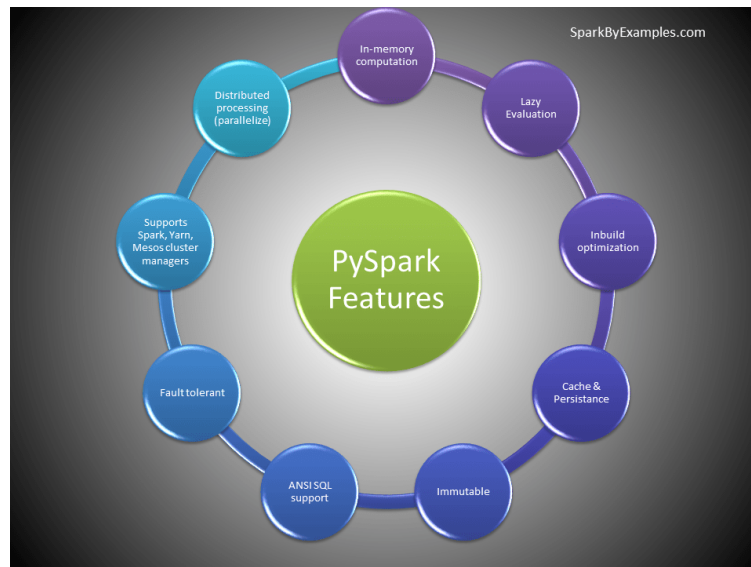 SparkByExamples.com
In-memory
computation
Lazy
Evaluation
Inbuild
optimization
Cache &
Persistance
Immutable
ANSI SQL
support
Fault tolerant
Supports
Spark, Yarn,
Mesos cluster
managers
Distributed
processing
(parallelize)
PySpark
Features